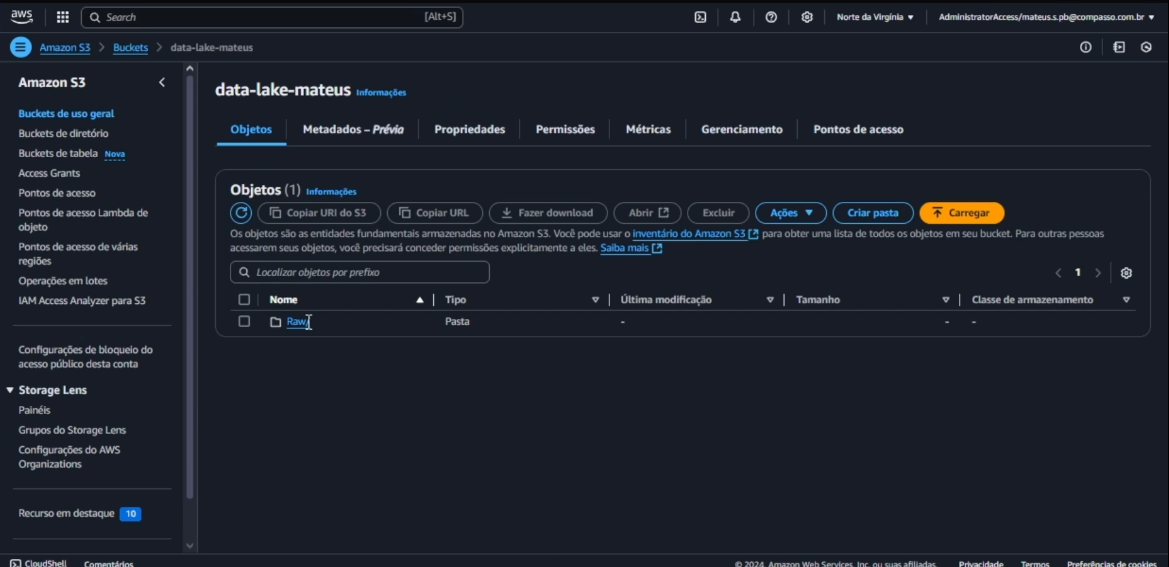 aws
Search [Alt+S]
Norte da Virgínia
AdministratorAccess/mateus.s.pb@compasso.com.br
Amazon S3 > Buckets > data-lake-mateus
Amazon S3
Buckets de uso geral
Buckets de diretório
Buckets de tabela Nova
Access Grants
Pontos de acesso
Pontos de acesso Lambda de
objeto
Pontos de acesso de várias
regiões
Operações em lotes
IAM Access Analyzer para S3
Configurações de bloqueio do
acesso público desta conta
Storage Lens
Painéis
Grupos do Storage Lens
Configurações do AWS
Organizations
Recurso em destaque 10
data-lake-mateus Informações
Objetos Metadados – Prévia Propriedades Permissões Métricas Gerenciamento Pontos de acesso
Objetos (1) Informações
Copiar URI do S3 Copiar URL Fazer download Abrir Excluir Ações Criar pasta Carregar
Os objetos são as entidades fundamentais armazenadas no Amazon S3. Você pode usar o inventário do Amazon S3 para obter uma lista de todos os objetos em seu bucket. Para outras pessoas
acessarem seus objetos, você precisará conceder permissões explicitamente a eles. Saiba mais
Localizar objetos por prefixo
1
Nome Tipo Última modificação Tamanho Classe de armazenamento
Raw/ Pasta - - -
CloudShell Comentários
© 2024, Amazon Web Services, Inc. ou suas afiliadas. Privacidade Termos Preferências de cookies